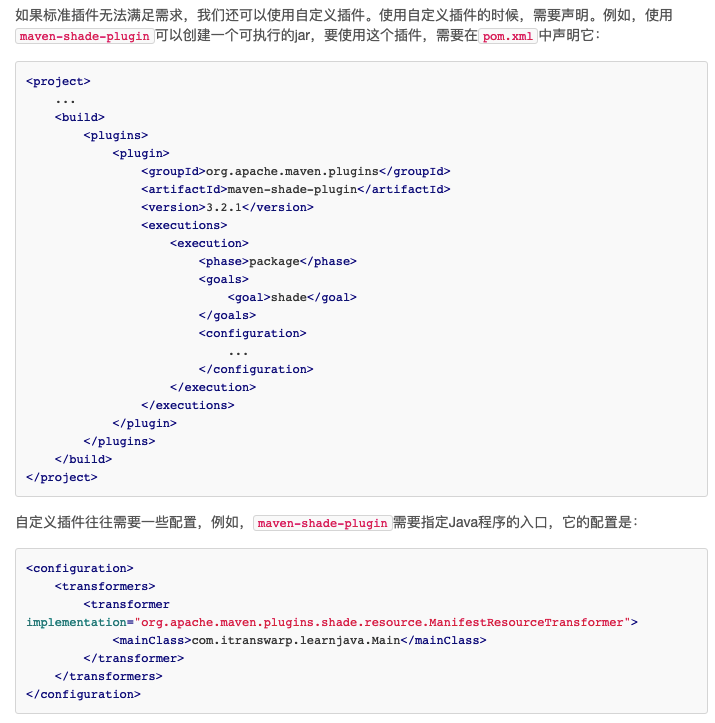 如果标准插件无法满足需求，我们还可以使用自定义插件。使用自定义插件的时候，需要声明。例如，使用
maven-shade-plugin可以创建一个可执行的jar，要使用这个插件，需要在pom.xml中声明它：
<project>
    ...
    <build>
        <plugins>
            <plugin>
                <groupId>org.apache.maven.plugins</groupId>
                <artifactId>maven-shade-plugin</artifactId>
                <version>3.2.1</version>
                <executions>
                    <execution>
                        <phase>package</phase>
                        <goals>
                            <goal>shade</goal>
                        </goals>
                        <configuration>
                            ...
                        </configuration>
                    </execution>
                </executions>
            </plugin>
        </plugins>
    </build>
</project>
自定义插件往往需要一些配置，例如，maven-shade-plugin需要指定Java程序的入口，它的配置是：
<configuration>
    <transformers>
        <transformer
implementation="org.apache.maven.plugins.shade.resource.ManifestResourceTransformer">
            <mainClass>com.itranswarp.learnjava.Main</mainClass>
        </transformer>
    </transformers>
</configuration>